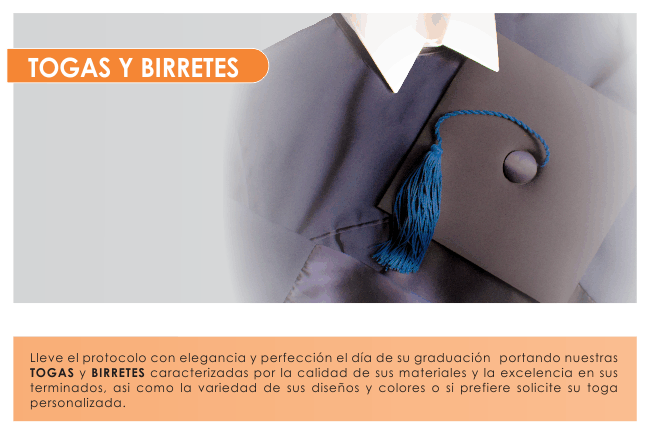 TOGAS Y BIRRETES
Lleve el protocolo con elegancia y perfección el día de su graduación portando nuestras
TOGAS y BIRRETES caracterizadas por la calidad de sus materiales y la excelencia en sus
terminados, asi como la variedad de sus diseños y colores o si prefiere solicite su toga
personalizada.